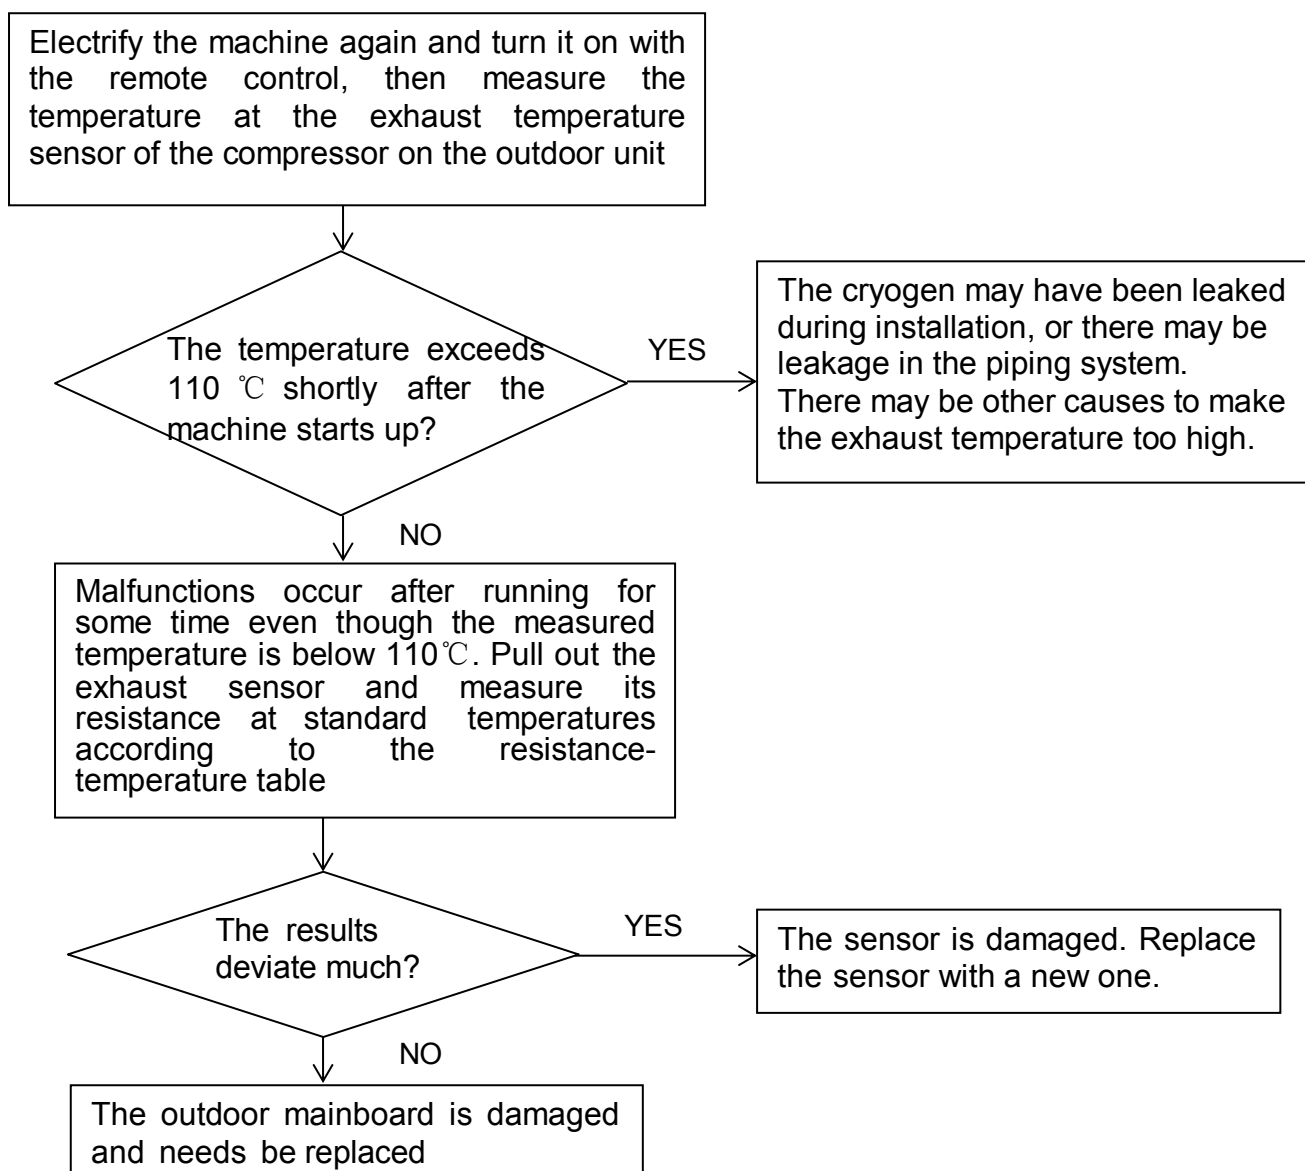 Electrify the machine again and turn it on with
the remote control, then measure the
temperature at the exhaust temperature
sensor of the compressor on the outdoor unit
The temperature exceeds
110 ℃ shortly after the
machine starts up?
YES
The cryogen may have been leaked
during installation, or there may be
leakage in the piping system.
There may be other causes to make
the exhaust temperature too high.
NO
Malfunctions occur after running for
some time even though the measured
temperature is below 110℃. Pull out the
exhaust sensor and measure its
resistance at standard temperatures
according to the resistance-
temperature table
The results
deviate much?
YES
The sensor is damaged. Replace
the sensor with a new one.
NO
The outdoor mainboard is damaged
and needs be replaced